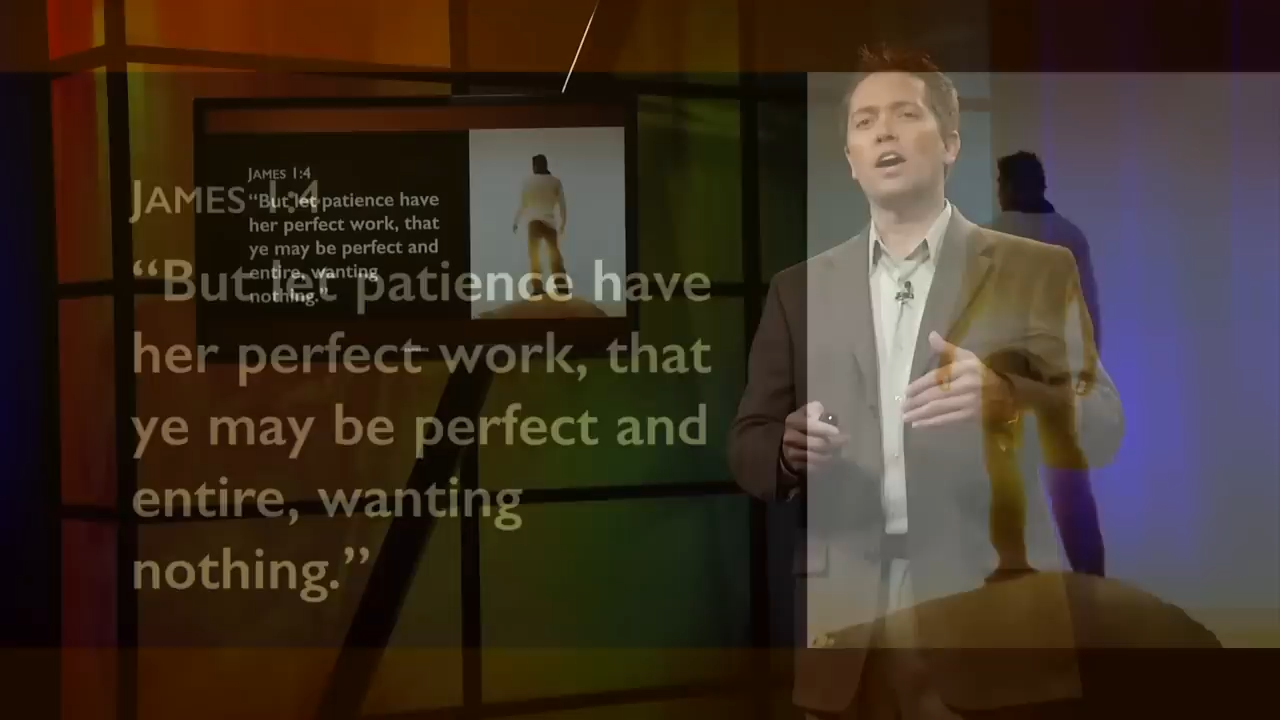 JAMES 1:4
“But let patience have
her perfect work, that
ye may be perfect and
entire, wanting
nothing.”
JAMES 1:4
“But let patience have
her perfect work, that
ye may be perfect and
entire, wanting
nothing.”